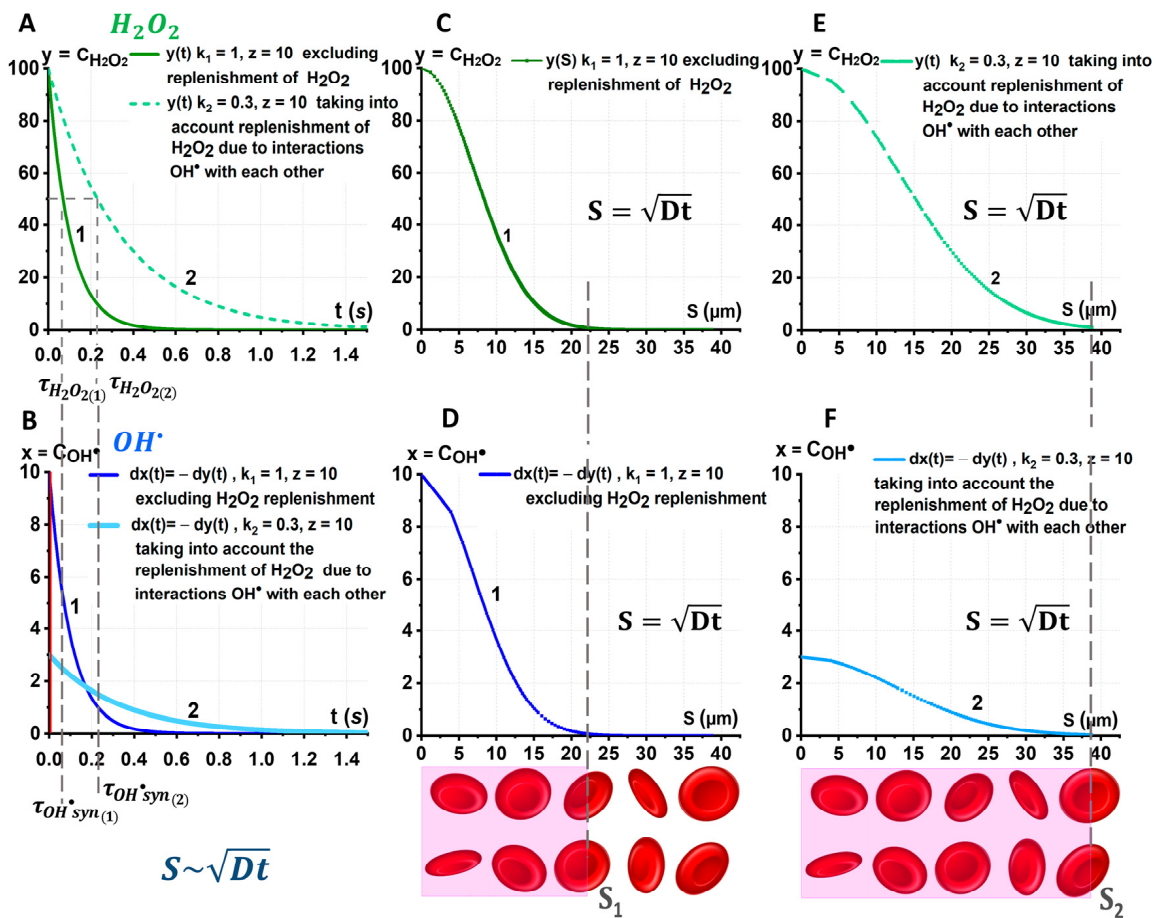 A
H₂O₂
y = C_H₂O₂
y(t) k₁ = 1, z = 10 excluding
replenishment of H₂O₂
y(t) k₂ = 0.3, z = 10 taking into
account replenishment of
H₂O₂ due to interactions
OH• with each other
100
80
60
40
20
0
1
2
t (s)
0.0 0.2 0.4 0.6 0.8 1.0 1.2 1.4
τ_H₂O₂(1) τ_H₂O₂(2)
C
y = C_H₂O₂
y(S) k₁ = 1, z = 10 excluding
replenishment of H₂O₂
100
80
60
40
20
0
S = √Dt
1
S (µm)
0 5 10 15 20 25 30 35 40
E
y = C_H₂O₂
y(t) k₂ = 0.3, z = 10 taking into
account replenishment of
H₂O₂ due to interactions
OH• with each other
100
80
60
40
20
0
S = √Dt
2
S (µm)
0 5 10 15 20 25 30 35 40
B
OH•
x = C_OH•
dx(t)= – dy(t) , k₁ = 1, z = 10
excluding H2O2 replenishment
dx(t)= – dy(t) , k₂ = 0.3, z = 10
taking into account the
replenishment of H₂O₂ due to
interactions OH• with each other
10
8
6
4
2
0
1
2
t (s)
0.0 0.2 0.4 0.6 0.8 1.0 1.2 1.4
τ_OH•syn(1)
τ_OH•syn(2)
S~√Dt
D
x = C_OH•
dx(t)= – dy(t) , k₁ = 1, z = 10
excluding H2O2 replenishment
10
8
6
4
2
0
1
S = √Dt
S (µm)
0 5 10 15 20 25 30 35 40
S₁
F
x = C_OH•
dx(t)= – dy(t) , k₂ = 0.3, z = 10
taking into account the
replenishment of H₂O₂ due to
interactions OH• with each other
10
8
6
4
2
0
S = √Dt
2
S (µm)
0 5 10 15 20 25 30 35 40
S₂